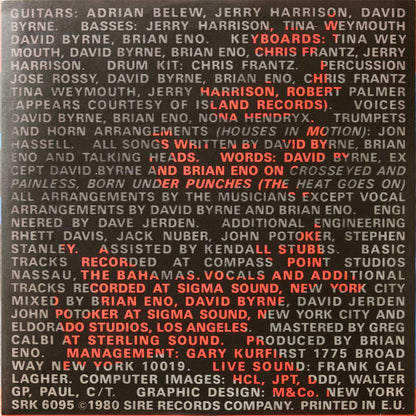 GUITARS: ADRIAN BELEW, JERRY HARRISON, DAVID
BYRNE. BASSES: JERRY HARRISON, TINA WEYMOUTH
DAVID BYRNE, BRIAN ENO. KEYBOARDS: TINA WEY
MOUTH, DAVID BYRNE, BRIAN ENO, CHRIS FRANTZ, JERRY
HARRISON. DRUM KIT: CHRIS FRANTZ. PERCUSSION
JOSE ROSSY, DAVID BYRNE, BRIAN ENO, CHRIS FRANTZ
TINA WEYMOUTH, JERRY HARRISON, ROBERT PALMER
(APPEARS COURTESY OF ISLAND RECORDS). VOICES
DAVID BYRNE, BRIAN ENO, NONA HENDRYX. TRUMPETS
AND HORN ARRANGEMENTS (HOUSES IN MOTION): JON
HASSELL. ALL SONGS WRITTEN BY DAVID BYRNE, BRIAN
ENO AND TALKING HEADS. WORDS: DAVID BYRNE, EX
CEPT DAVID BYRNE AND BRIAN ENO ON CROSSEYED AND
PAINLESS, BORN UNDER PUNCHES (THE HEAT GOES ON)
ALL ARRANGEMENTS BY THE MUSICIANS EXCEPT VOCAL
ARRANGEMENTS BY DAVID BYRNE AND BRIAN ENO. ENGI
NEERED BY DAVE JERDEN. ADDITIONAL ENGINEERING
RHETT DAVIS, JACK NUBER, JOHN POTOKER, STEPHEN
STANLEY. ASSISTED BY KENDALL STUBBS. BASIC
TRACKS RECORDED AT COMPASS POINT STUDIOS
NASSAU, THE BAHAMAS. VOCALS AND ADDITIONAL
TRACKS RECORDED AT SIGMA SOUND, NEW YORK CITY
MIXED BY BRIAN ENO, DAVID BYRNE, DAVID JERDEN
JOHN POTOKER AT SIGMA SOUND, NEW YORK CITY AND
ELDORADO STUDIOS, LOS ANGELES. MASTERED BY GREG
CALBI AT STERLING SOUND. PRODUCED BY BRIAN
ENO. MANAGEMENT: GARY KURFIRST 1775 BROAD
WAY NEW YORK 10019. LIVE SOUND: FRANK GAL
LAGHER. COMPUTER IMAGES: HCL, JPT, DDD, WALTER
GP, PAUL, C/T. GRAPHIC DESIGN: M&Co. NEW YORK
SRK 6095 ©1980 SIRE RECORDS COMPANY. PRINTED IN E.U.